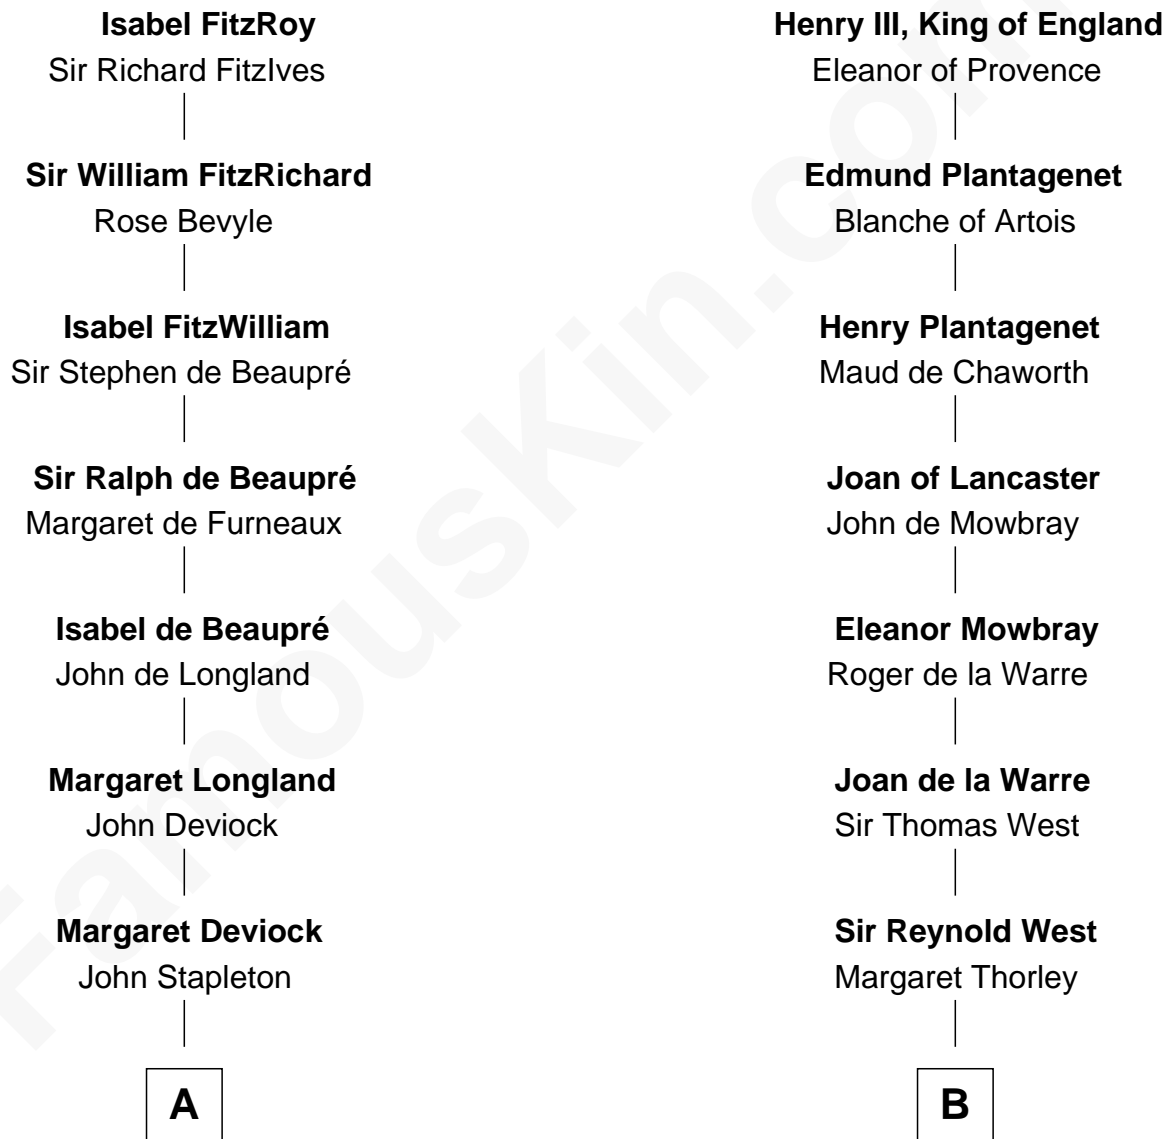 Isabel FitzRoy
Sir Richard FitzIves
Sir William FitzRichard
Rose Bevyle
Isabel FitzWilliam
Sir Stephen de Beaupré
Sir Ralph de Beaupré
Margaret de Furneaux
Isabel de Beaupré
John de Longland
Margaret Longland
John Deviock
Margaret Deviock
John Stapleton
A
Henry III, King of England
Eleanor of Provence
Edmund Plantagenet
Blanche of Artois
Henry Plantagenet
Maud de Chaworth
Joan of Lancaster
John de Mowbray
Eleanor Mowbray
Roger de la Warre
Joan de la Warre
Sir Thomas West
Sir Reynold West
Margaret Thorley
B
FamousKin.com